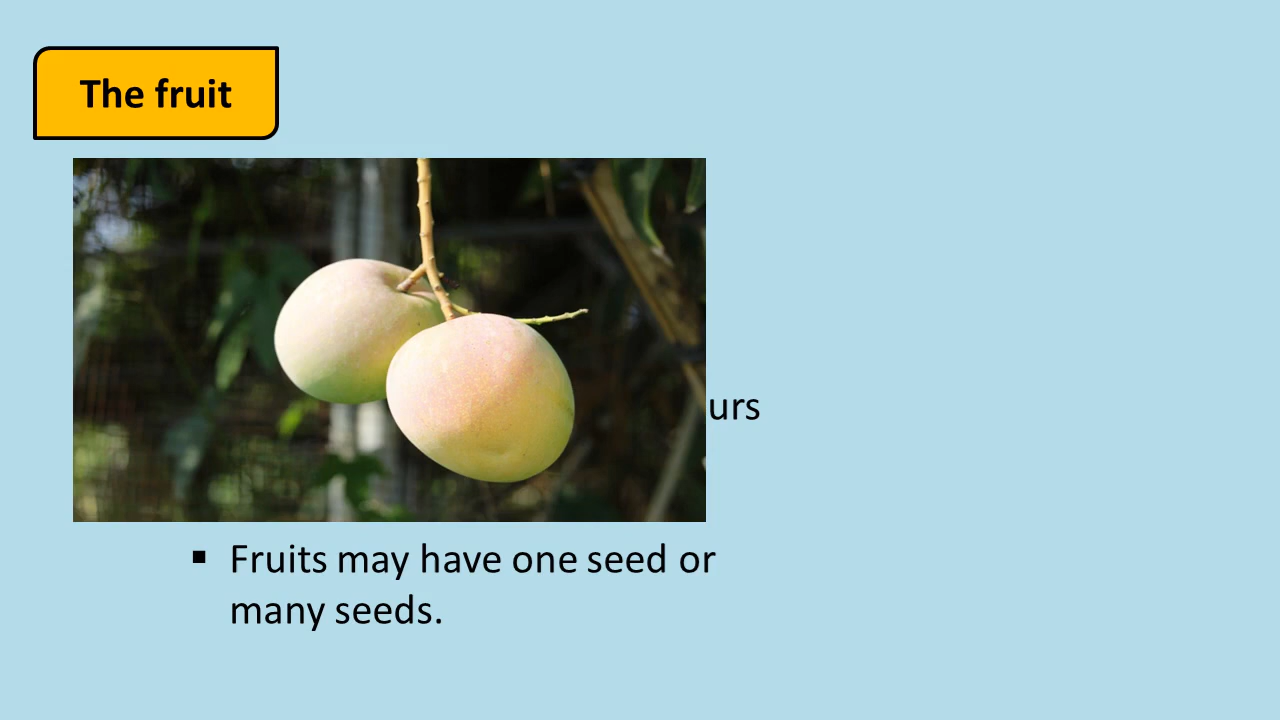 The fruit
urs
▪ Fruits may have one seed or
many seeds.